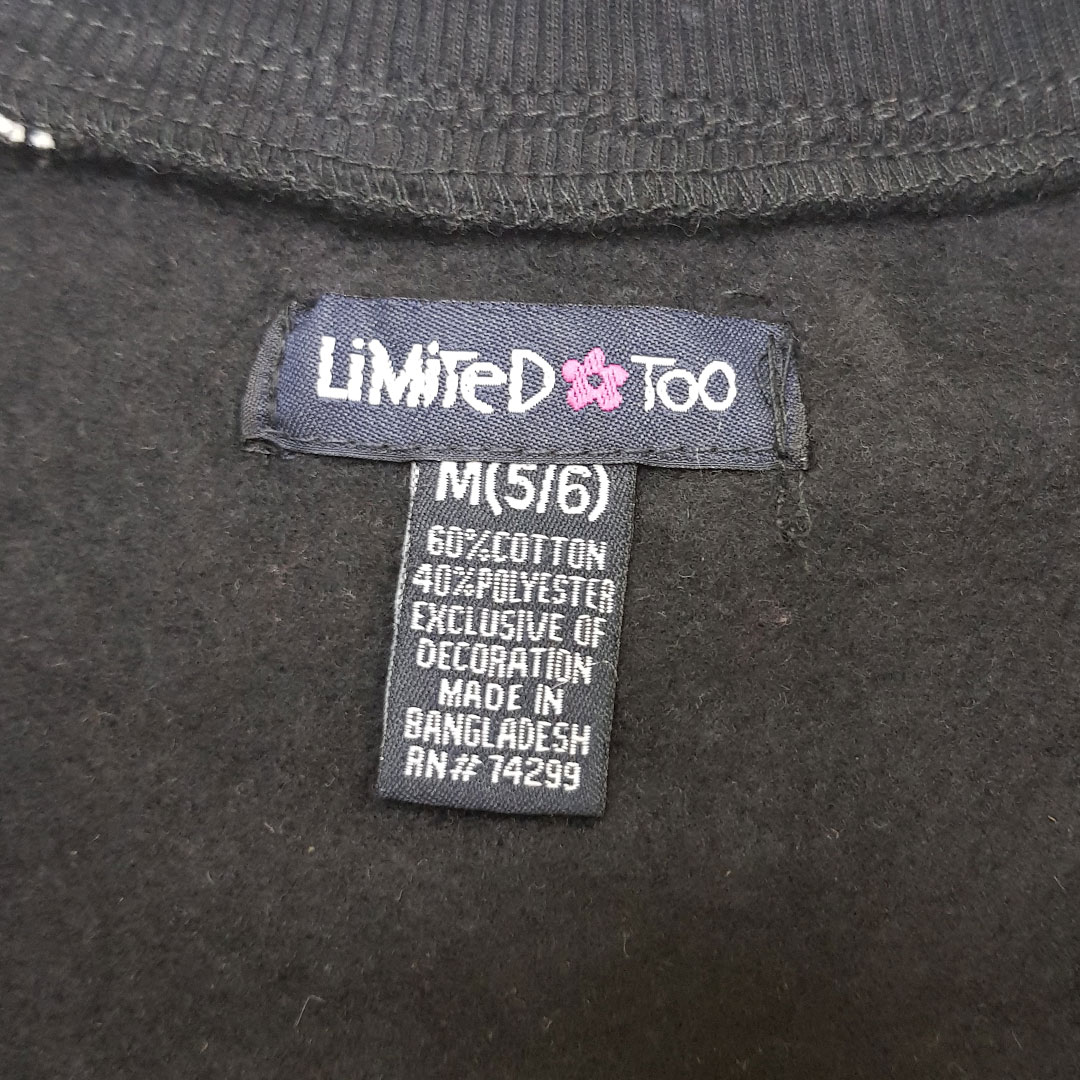 LiMiTeD TOO
M(5/6)
60%COTTON
40%POLYESTER
EXCLUSIVE OF
DECORATION
MADE IN
BANGLADESH
RN# 74299